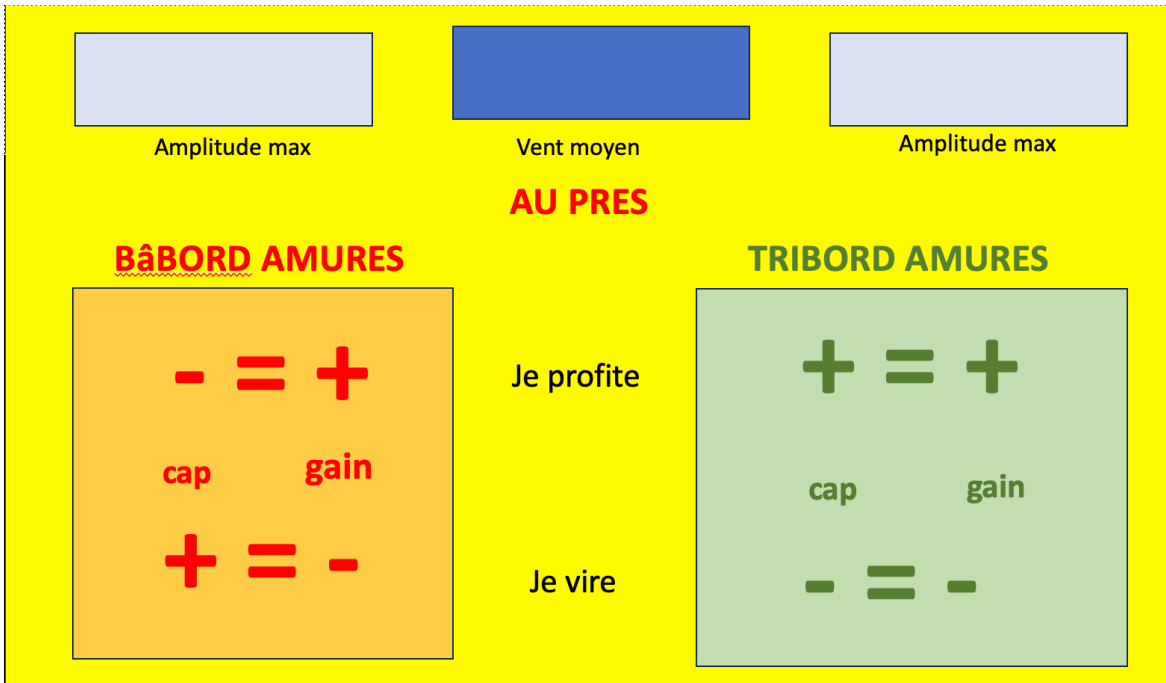 Amplitude max
Vent moyen
Amplitude max
AU PRES
BâBORD AMURES
TRIBORD AMURES
- = +
Je profite
+ = +
cap gain
cap gain
+ = -
Je vire
- = -